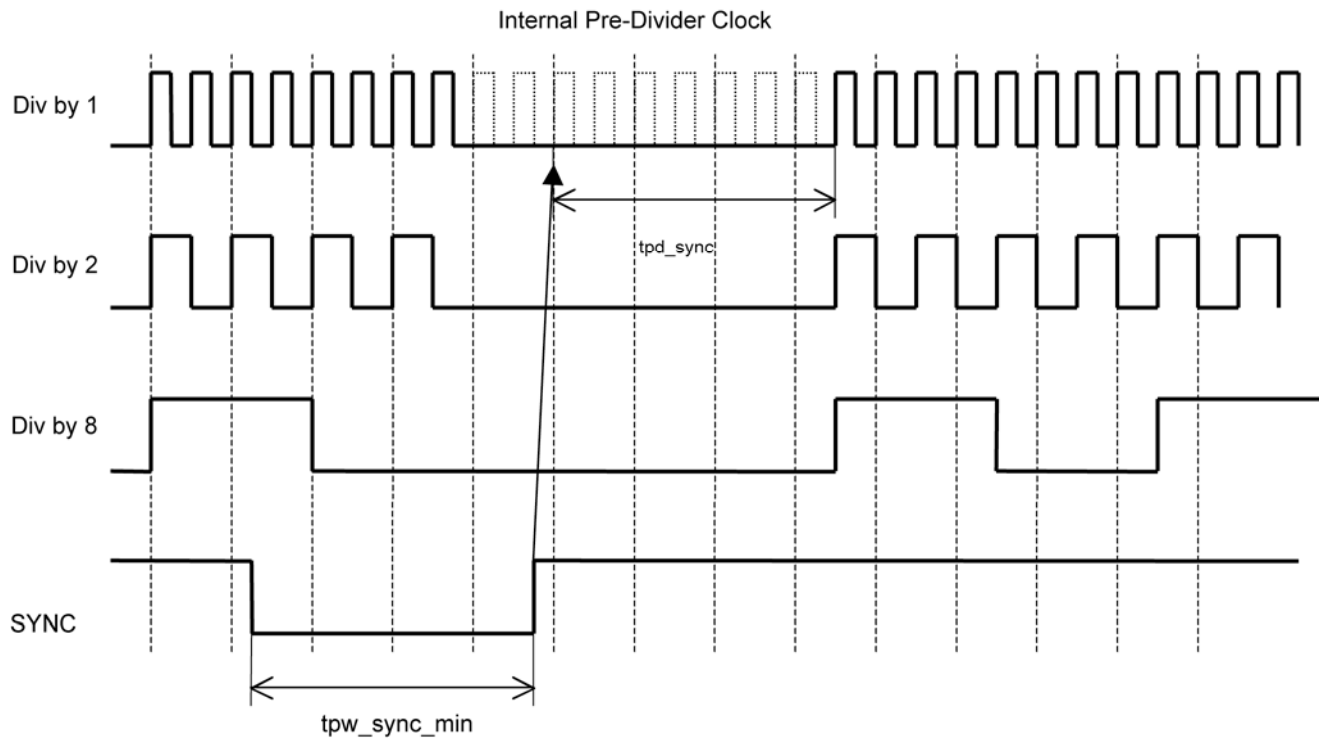 Internal Pre-Divider Clock
Div by 1
tpd_sync
Div by 2
Div by 8
SYNC
tpw_sync_min